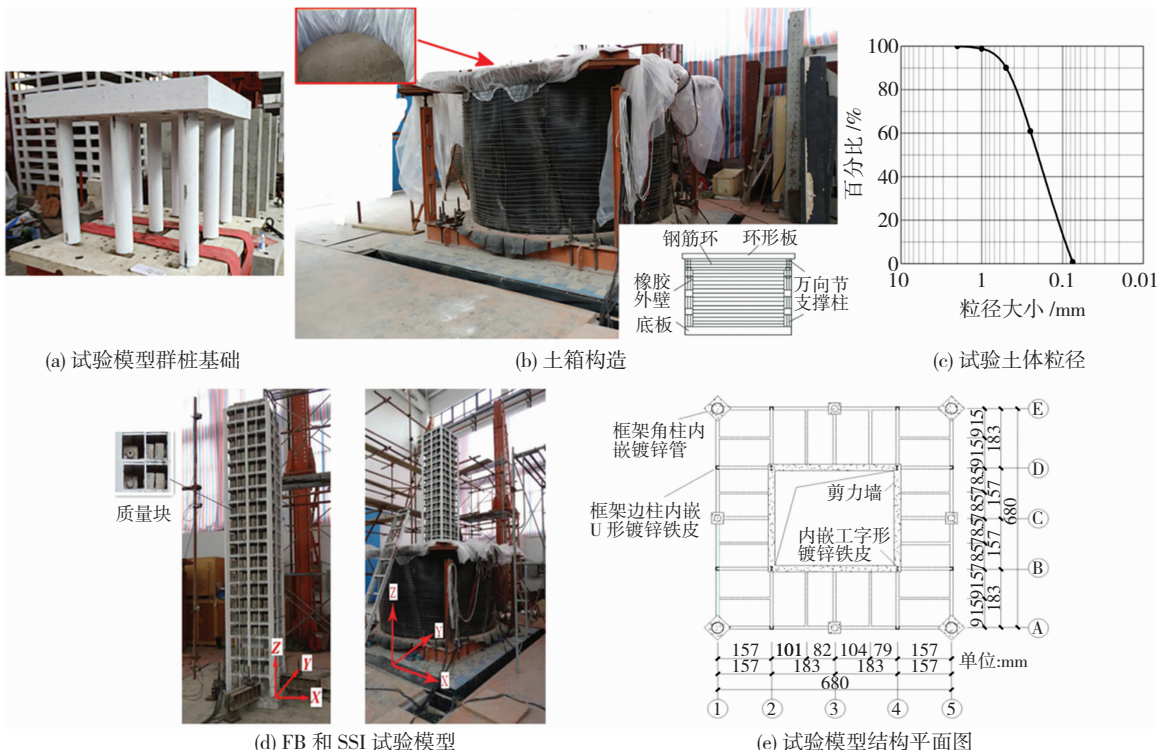 (a) 试验模型群桩基础
钢筋环
环形板
橡胶
外壁
底板
万向节
支撑柱
(b) 土箱构造
100
80
60
40
20
0
百分比/%
10
1
0.1
0.01
粒径大小/mm
(c) 试验土体粒径
质量块
Z
Y
X
Z
Y
X
(d) FB 和 SSI 试验模型
框架角柱内
嵌镀锌管
框架边柱内嵌
U 形镀锌铁皮
剪力墙
内嵌工字形
镀锌铁皮
E
D
C
B
A
915915
785785
785785
915915
183
157
157
183
680
157 101 82 104 79 157
157 183 183 157
680
单位:mm
1 2 3 4 5
(e) 试验模型结构平面图